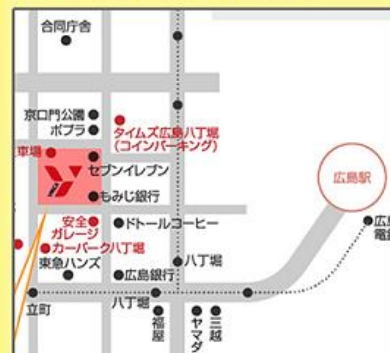 合同庁舎
京口門公園
ポプラ
タイムズ広島八丁堀
(コインパーキング)
車場
セブンイレブン
もみじ銀行
広島駅
安全
ガレージ
ドトールコーヒー
カーパーク八丁堀
東急ハンズ
広島銀行
八丁堀
立町
八丁堀
福屋
ヤマダ
三越